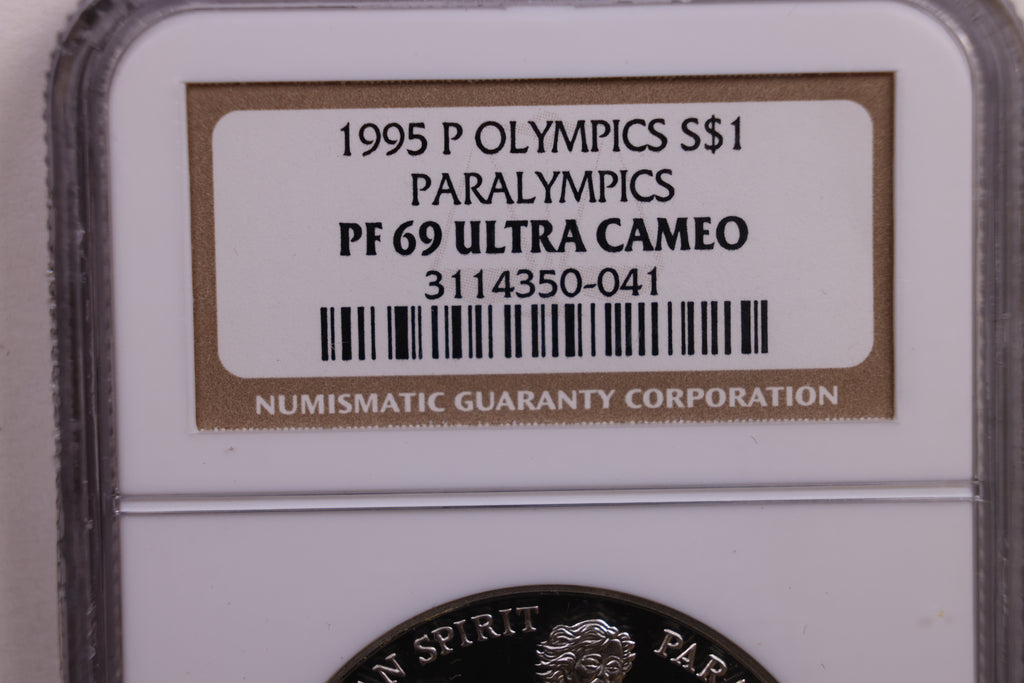 1995 P OLYMPICS S$1
PARALYMPICS
PF 69 ULTRA CAMEO
3114350-041
NUMISMATIC GUARANTY CORPORATION
SPIRIT